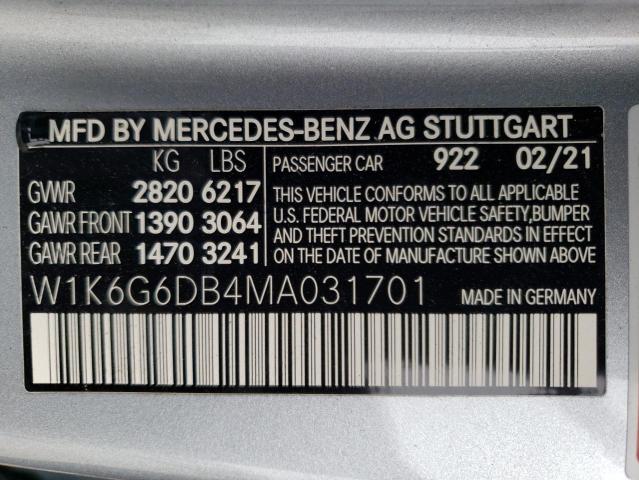 MFD BY MERCEDES-BENZ AG STUTTGART
KG LBS PASSENGER CAR 922 02/21
GVWR 2820 6217 THIS VEHICLE CONFORMS TO ALL APPLICABLE
GAWR FRONT 1390 3064 U.S. FEDERAL MOTOR VEHICLE SAFETY,BUMPER
GAWR REAR 1470 3241 AND THEFT PREVENTION STANDARDS IN EFFECT
ON THE DATE OF MANUFACTURE SHOWN ABOVE.
W1K6G6DB4MA031701 MADE IN GERMANY